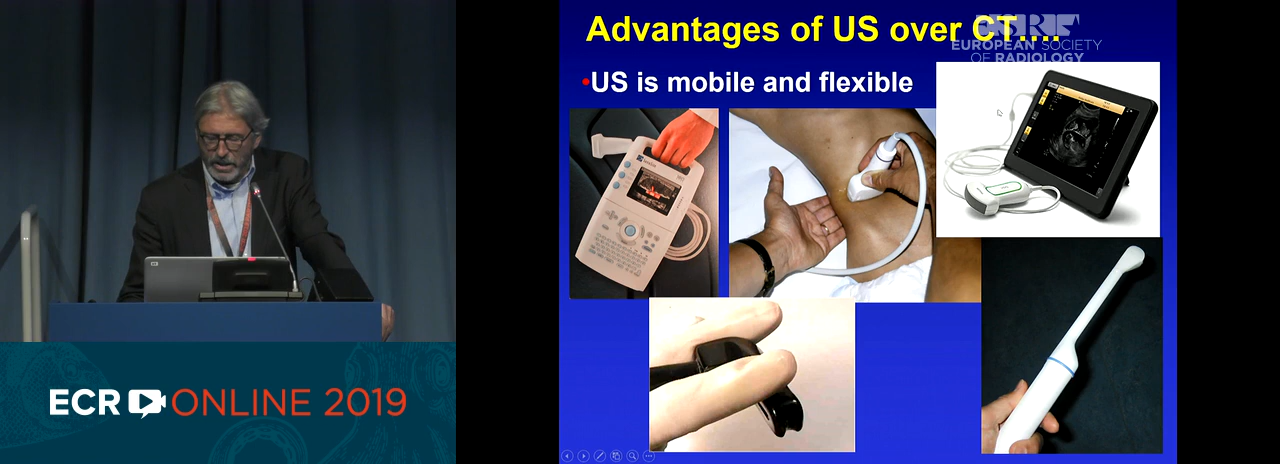 Advantages of US over CT....
EUROPEAN SOCIETY
OF RADIOLOGY
•US is mobile and flexible
ECR ONLINE 2019